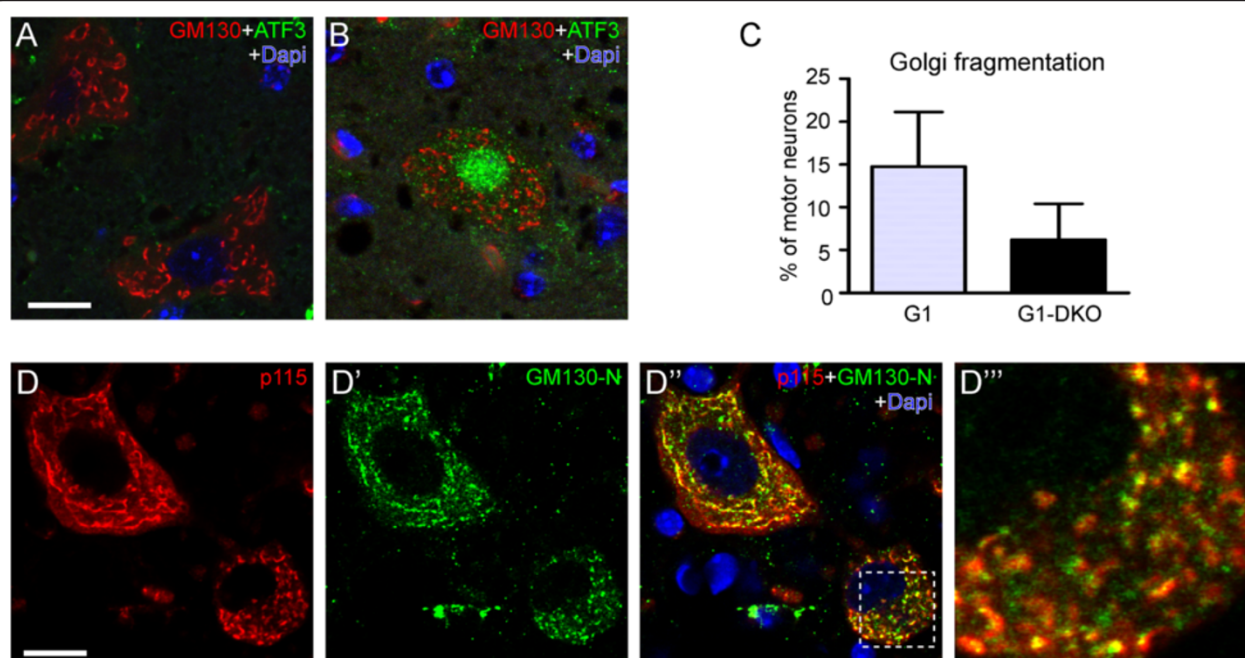 A
GM130+ATF3
+Dapi
B
GM130+ATF3
+Dapi
C
Golgi fragmentation
% of motor neurons
25
20
15
10
5
0
G1
G1-DKO
D
p115
D'
GM130-N
D''
p115+GM130-N
+Dapi
D'''